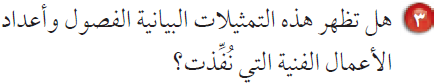 ٣ هل تظهر هذه التمثيلات البيانية الفصول وأعداد
الأعمال الفنية التي نُفِّذت؟